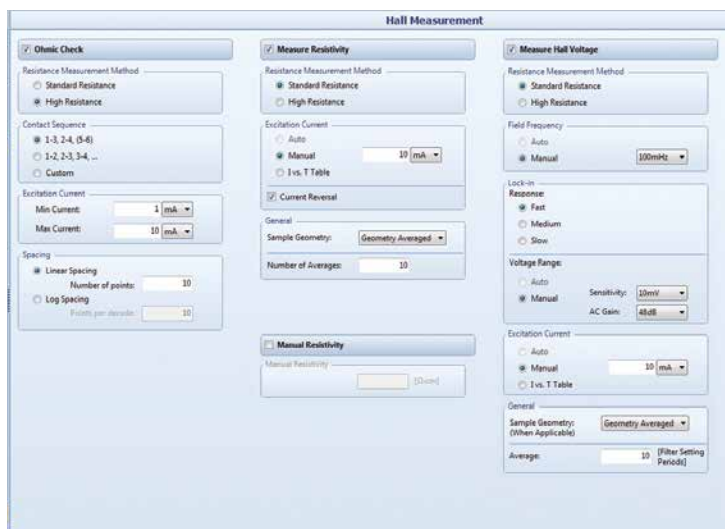 Hall Measurement
Ohmic Check
Resistance Measurement Method
Standard Resistance
High Resistance
Contact Sequence
1-3, 2-4, (5-6)
1-2, 2-3, 3-4, ...
Custom
Excitation Current
Min Current: 1 mA
Max Current: 10 mA
Spacing
Linear Spacing
Number of points: 10
Log Spacing
Points per decade: 10
Measure Resistivity
Resistance Measurement Method
Standard Resistance
High Resistance
Excitation Current
Auto
Manual 10 mA
I vs. T Table
Current Reversal
General
Sample Geometry: Geometry Averaged
Number of Averages: 10
Manual Resistivity
Manual Resistivity
[Ωcm]
Measure Hall Voltage
Resistance Measurement Method
Standard Resistance
High Resistance
Field Frequency
Auto
Manual 100mHz
Lock-in
Response:
Fast
Medium
Slow
Voltage Range:
Auto
Manual Sensitivity: 10mV
AC Gain: 48dB
Excitation Current
Auto
Manual 10 mA
I vs. T Table
General
Sample Geometry: Geometry Averaged
(When Applicable)
Average: 10 [Filter Setting
Periods]